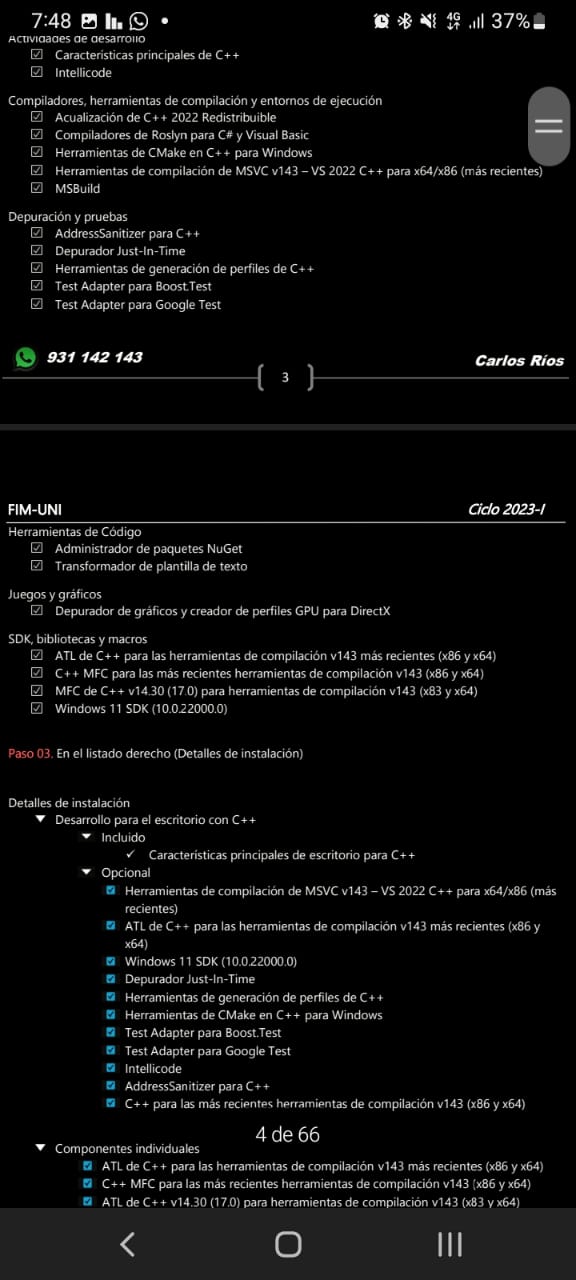 7:48
4G
37%
Actividades de desarrollo
Características principales de C++
Intellicode
Compiladores, herramientas de compilación y entornos de ejecución
Acualización de C++ 2022 Redistribuible
Compiladores de Roslyn para C# y Visual Basic
Herramientas de CMake en C++ para Windows
Herramientas de compilación de MSVC v143 – VS 2022 C++ para x64/x86 (más recientes)
MSBuild
Depuración y pruebas
AddressSanitizer para C++
Depurador Just-In-Time
Herramientas de generación de perfiles de C++
Test Adapter para Boost.Test
Test Adapter para Google Test
931 142 143
Carlos Ríos
3
FIM-UNI
Ciclo 2023-I
Herramientas de Código
Administrador de paquetes NuGet
Transformador de plantilla de texto
Juegos y gráficos
Depurador de gráficos y creador de perfiles GPU para DirectX
SDK, bibliotecas y macros
ATL de C++ para las herramientas de compilación v143 más recientes (x86 y x64)
C++ MFC para las más recientes herramientas de compilación v143 (x86 y x64)
MFC de C++ v14.30 (17.0) para herramientas de compilación v143 (x83 y x64)
Windows 11 SDK (10.0.22000.0)
Paso 03. En el listado derecho (Detalles de instalación)
Detalles de instalación
Desarrollo para el escritorio con C++
Incluido
Características principales de escritorio para C++
Opcional
Herramientas de compilación de MSVC v143 – VS 2022 C++ para x64/x86 (más
recientes)
ATL de C++ para las herramientas de compilación v143 más recientes (x86 y
x64)
Windows 11 SDK (10.0.22000.0)
Depurador Just-In-Time
Herramientas de generación de perfiles de C++
Herramientas de CMake en C++ para Windows
Test Adapter para Boost.Test
Test Adapter para Google Test
Intellicode
AddressSanitizer para C++
C++ para las más recientes herramientas de compilación v143 (x86 y x64)
4 de 66
Componentes individuales
ATL de C++ para las herramientas de compilación v143 más recientes (x86 y x64)
C++ MFC para las más recientes herramientas de compilación v143 (x86 y x64)
ATL de C++ v14.30 (17.0) para herramientas de compilación v143 (x83 y x64)